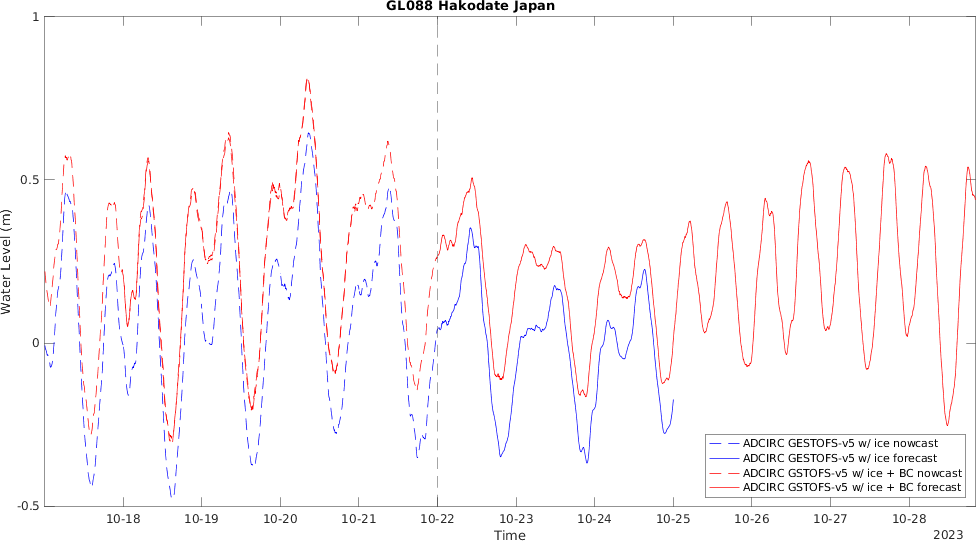 GL088 Hakodate Japan
1
0.5
0
-0.5
Water Level (m)
10-18
10-19
10-20
10-21
10-22
10-23
10-24
10-25
10-26
10-27
10-28
Time
2023
ADCIRC GESTOFS-v5 w/ ice nowcast
ADCIRC GESTOFS-v5 w/ ice forecast
ADCIRC GSTOFS-v5 w/ ice + BC nowcast
ADCIRC GSTOFS-v5 w/ ice + BC forecast